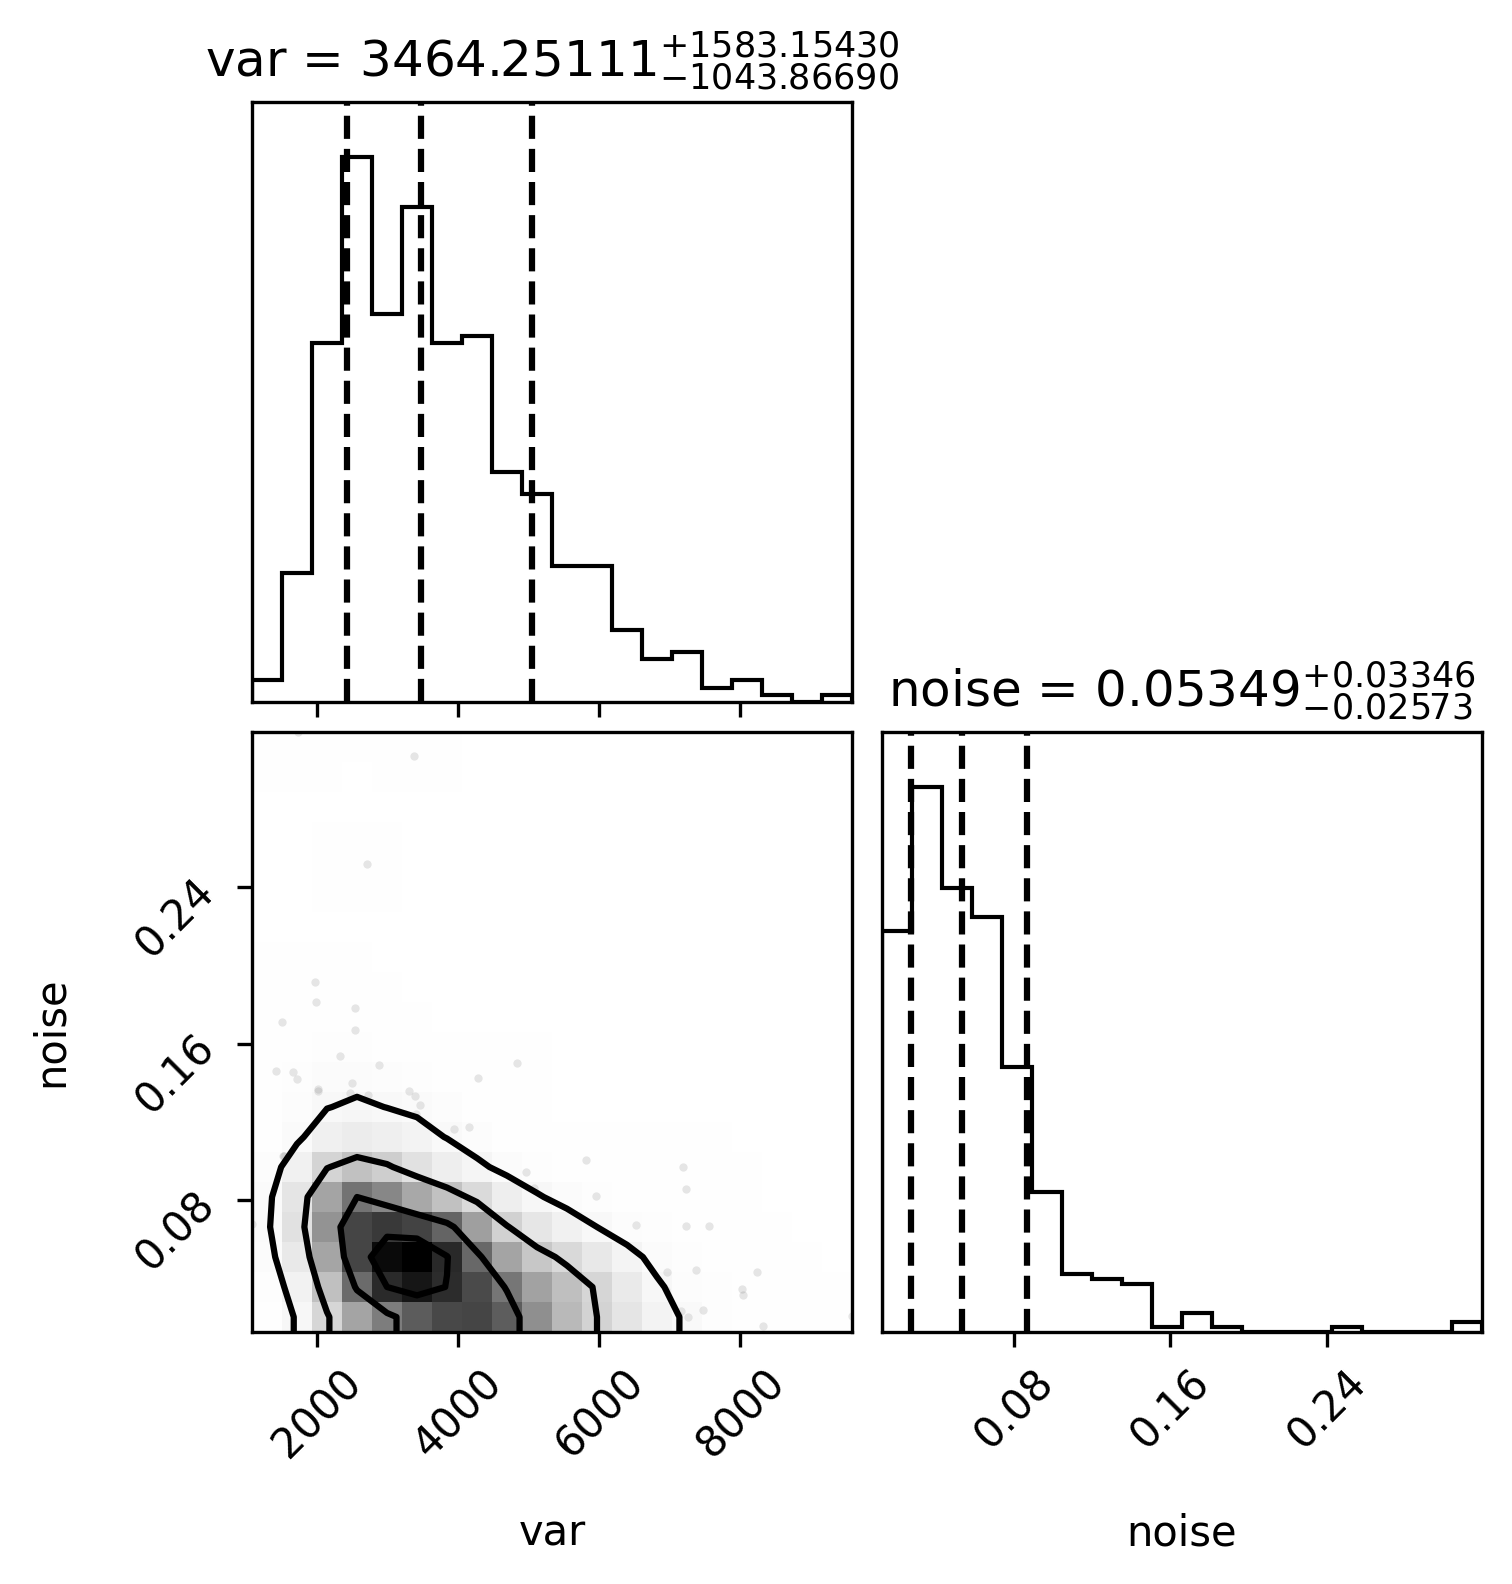 var = 3464.25111+1583.15430 −1043.86690
noise = 0.05349+0.03346 −0.02573
0.24
0.16
0.08
noise
2000 4000 6000 8000
0.08 0.16 0.24
var
noise